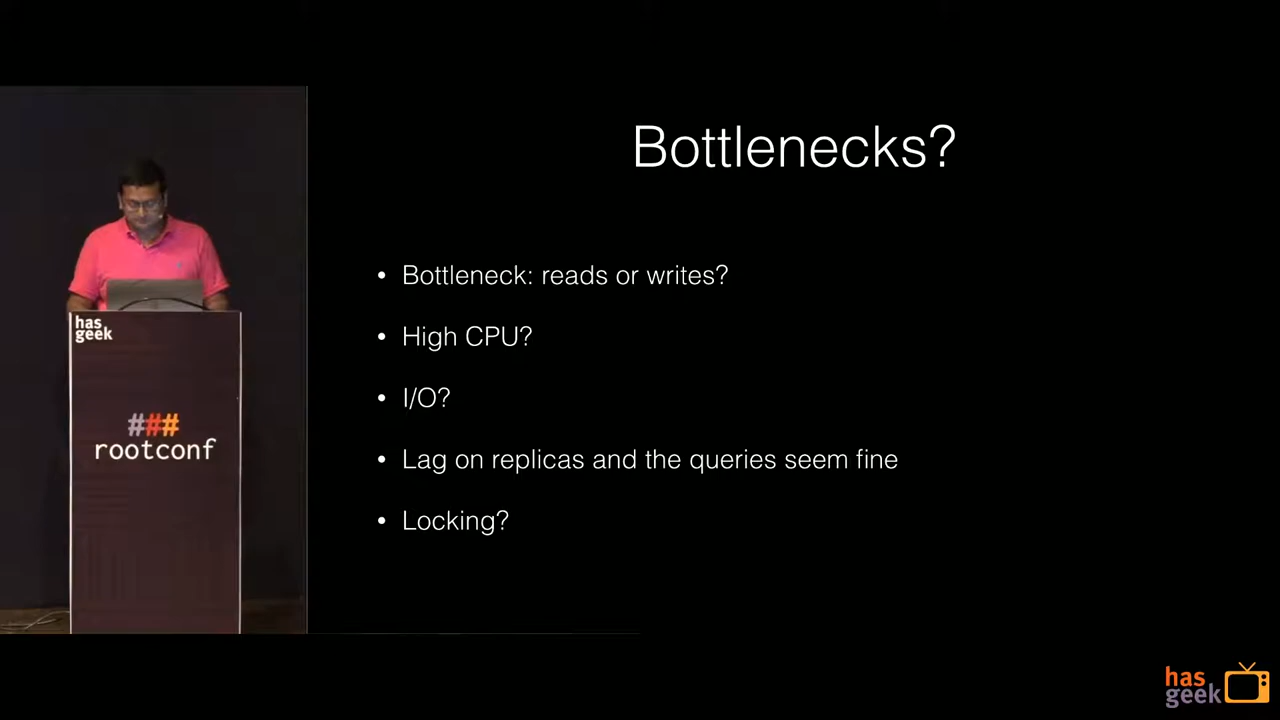 Bottlenecks?
• Bottleneck: reads or writes?
• High CPU?
• I/O?
• Lag on replicas and the queries seem fine
• Locking?
has
geek
###
rootconf
has
geek